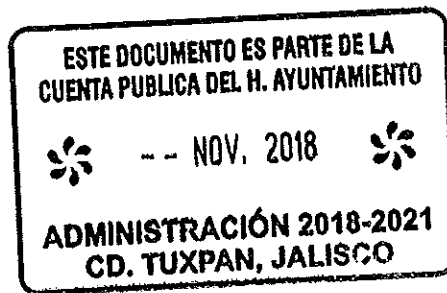 ESTE DOCUMENTO ES PARTE DE LA
CUENTA PUBLICA DEL H. AYUNTAMIENTO
-- NOV. 2018
ADMINISTRACIÓN 2018-2021
CD. TUXPAN, JALISCO